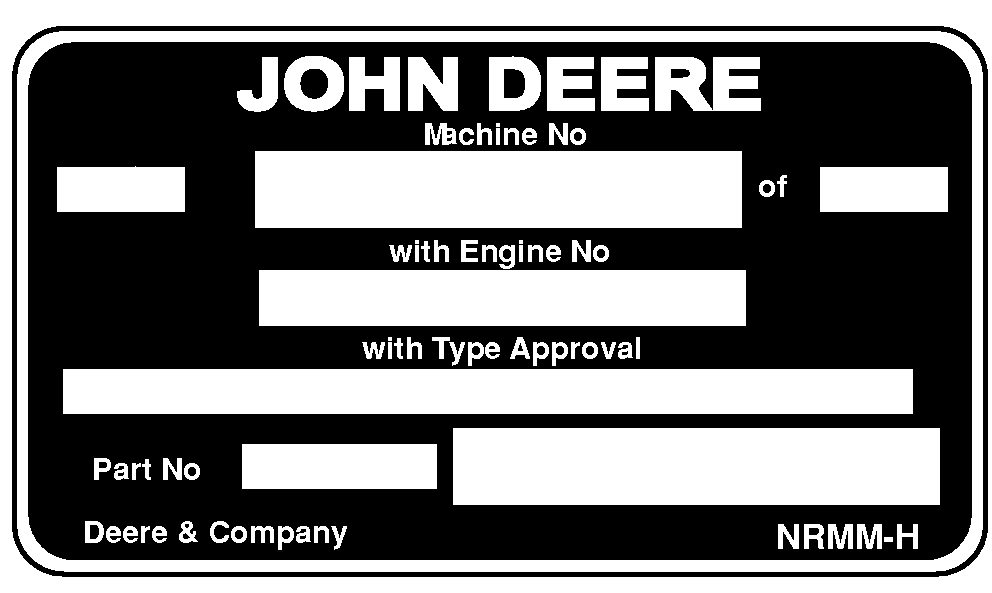 JOHN DEERE
Machine No
of
with Engine No
with Type Approval
Part No
Deere & Company
NRMM-H